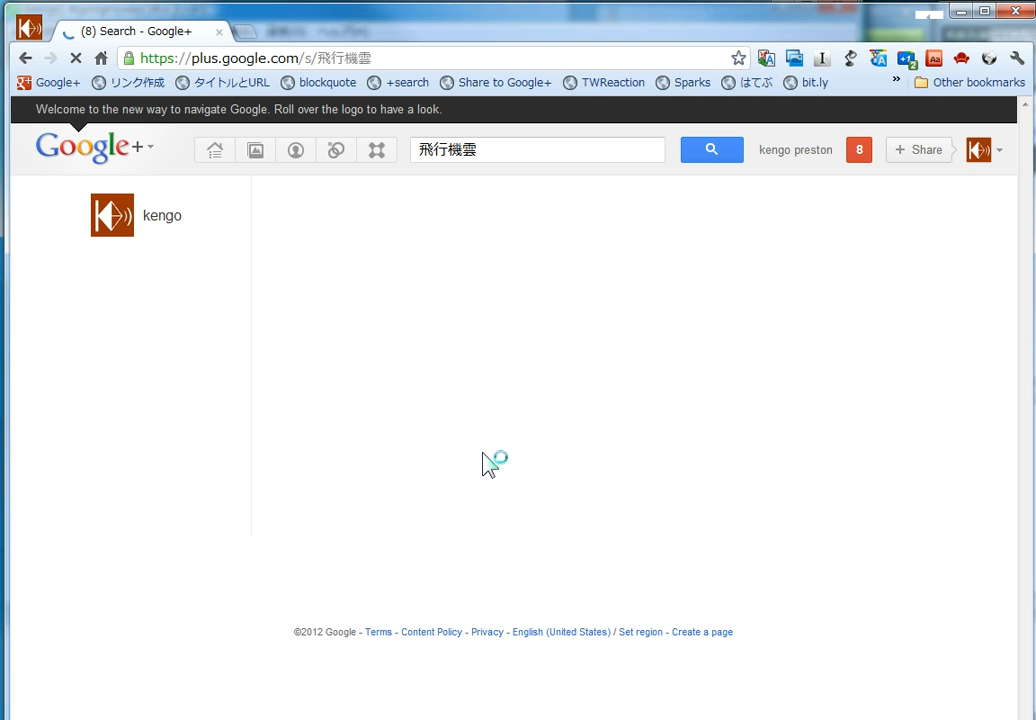 (8) Search - Google+
https://plus.google.com/s/飛行機雲
Google+ リンク作成 タイトルとURL blockquote +search Share to Google+ TWReaction Sparks はてぶ bit.ly » Other bookmarks
Welcome to the new way to navigate Google. Roll over the logo to have a look.
Google+ 飛行機雲 kengo preston 8 + Share
kengo
©2012 Google - Terms - Content Policy - Privacy - English (United States) / Set region - Create a page